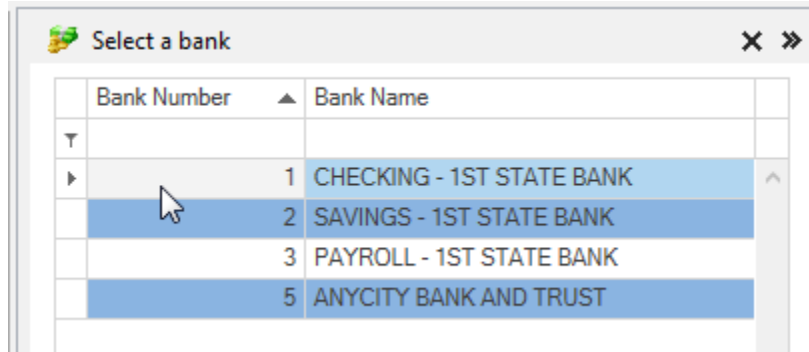 Select a bank
Bank Number Bank Name
1 CHECKING - 1ST STATE BANK
2 SAVINGS - 1ST STATE BANK
3 PAYROLL - 1ST STATE BANK
5 ANYCITY BANK AND TRUST